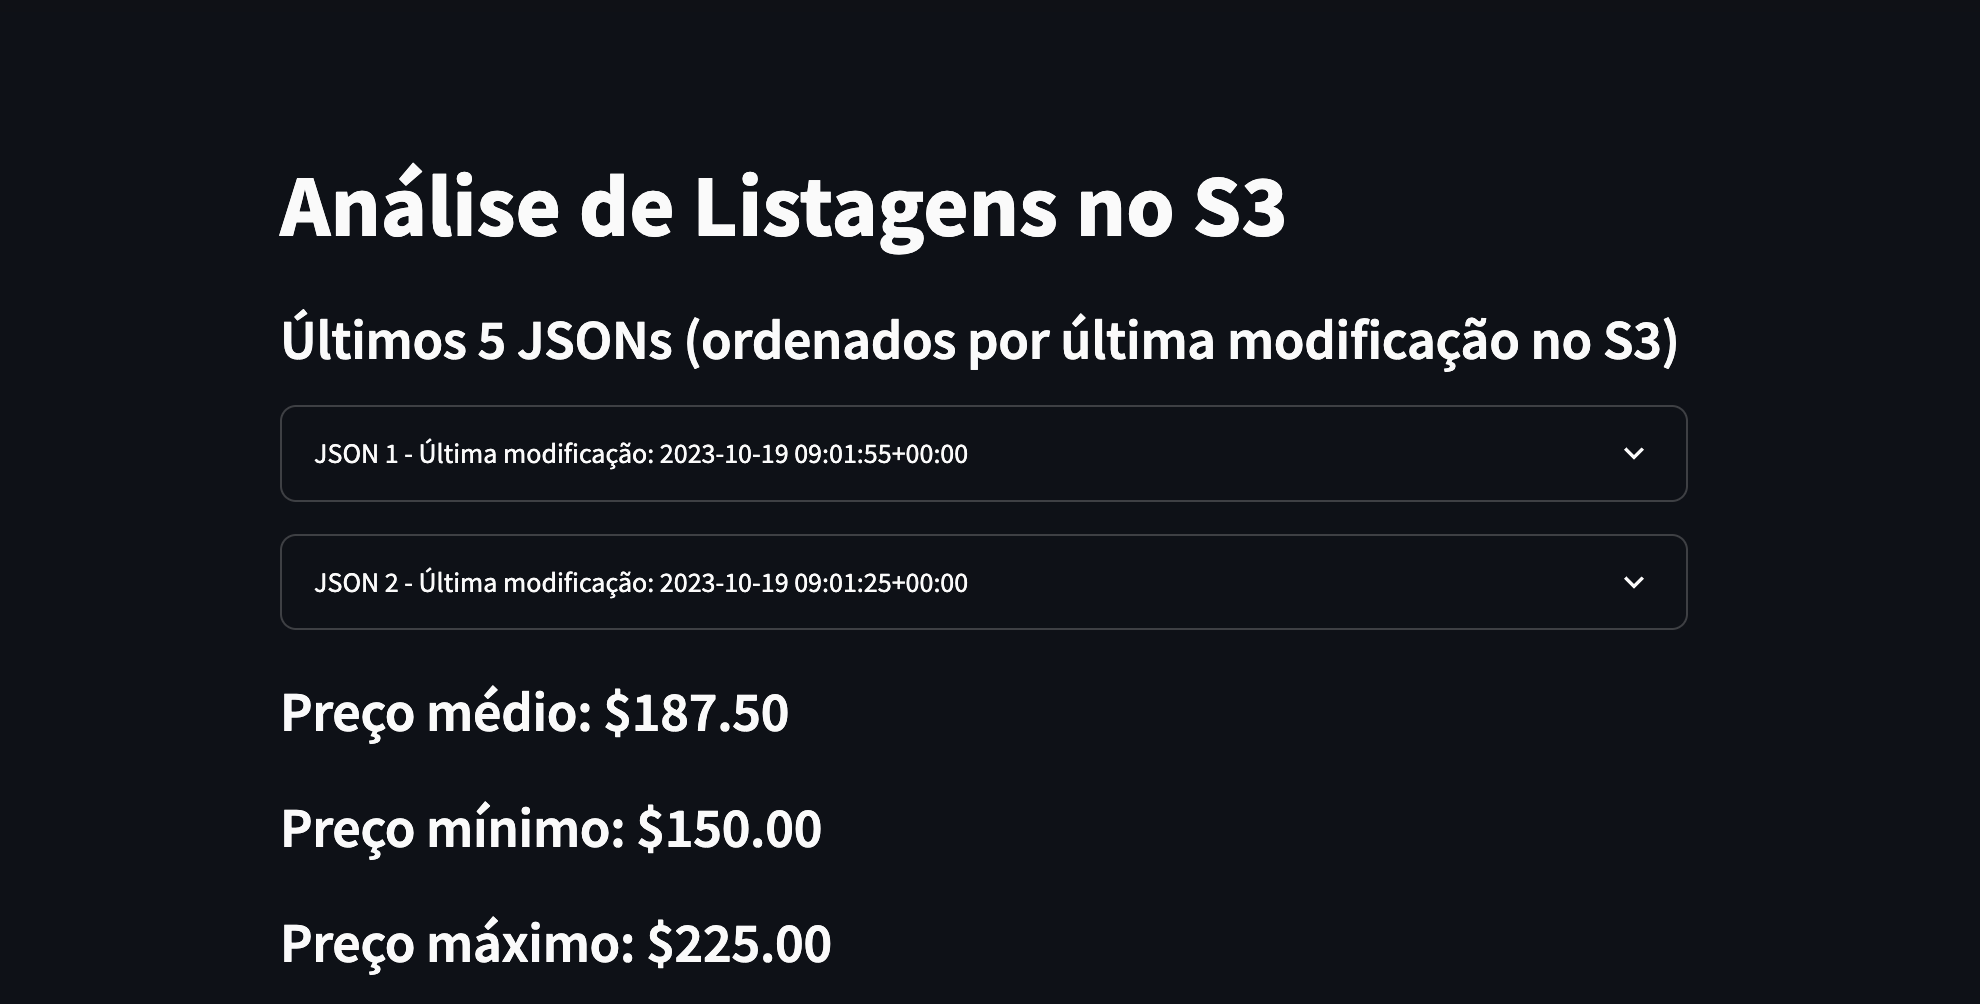 Análise de Listagens no S3
Últimos 5 JSONs (ordenados por última modificação no S3)
JSON 1 - Última modificação: 2023-10-19 09:01:55+00:00
JSON 2 - Última modificação: 2023-10-19 09:01:25+00:00
Preço médio: $187.50
Preço mínimo: $150.00
Preço máximo: $225.00